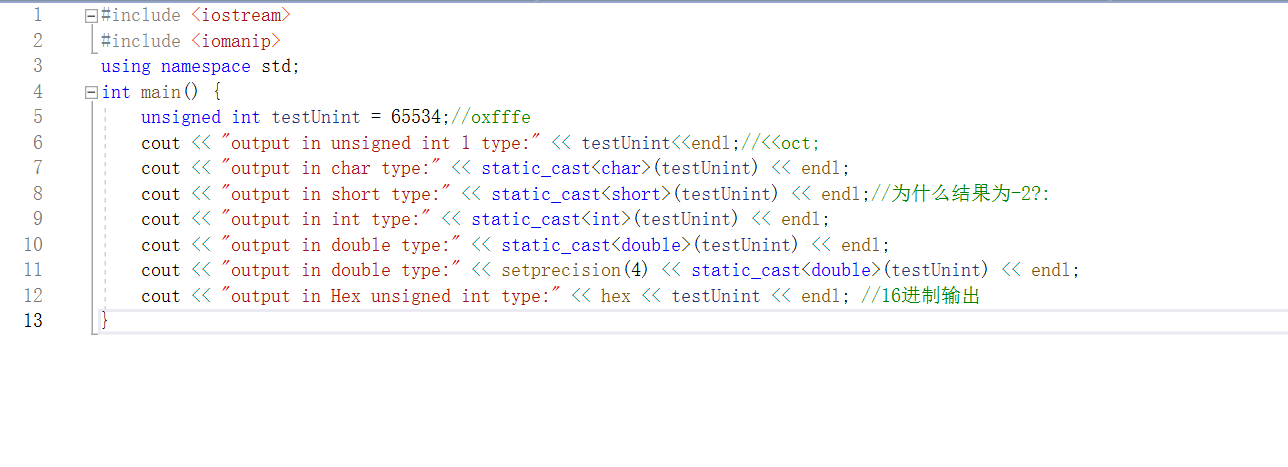 1 #include <iostream>
2 #include <iomanip>
3 using namespace std;
4 int main() {
5 unsigned int testUnint = 65534;//oxfffe
6 cout << "output in unsigned int 1 type:" << testUnint<<endl;//<<oct;
7 cout << "output in char type:" << static_cast<char>(testUnint) << endl;
8 cout << "output in short type:" << static_cast<short>(testUnint) << endl;//为什么结果为-2?:
9 cout << "output in int type:" << static_cast<int>(testUnint) << endl;
10 cout << "output in double type:" << static_cast<double>(testUnint) << endl;
11 cout << "output in double type:" << setprecision(4) << static_cast<double>(testUnint) << endl;
12 cout << "output in Hex unsigned int type:" << hex << testUnint << endl; //16进制输出
13 }